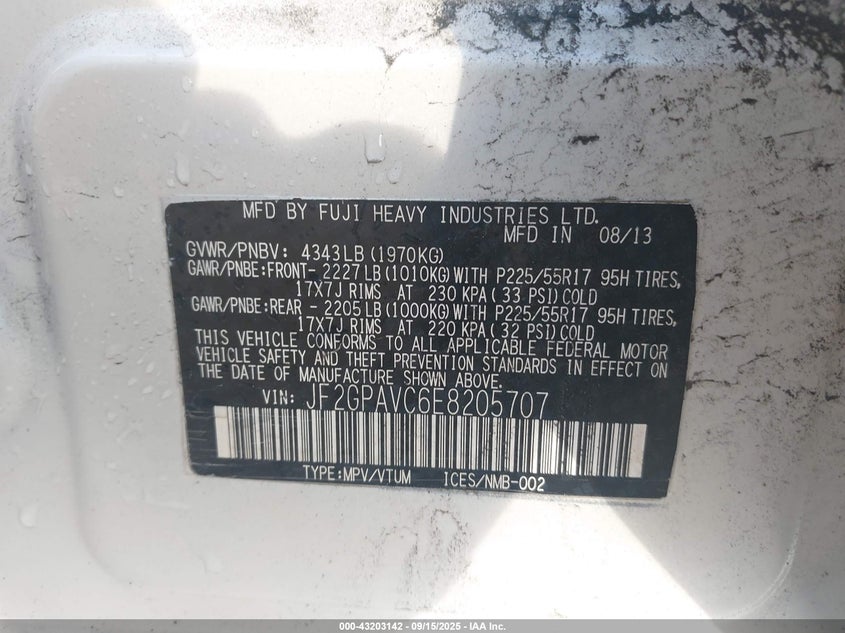 MFD BY FUJI HEAVY INDUSTRIES LTD.
MFD IN 08/13
GVWR/PNBV: 4343LB (1970KG)
GAWR/PNBE:FRONT- 2227LB (1010KG) WITH P225/55R17 95H TIRES,
17X7J RIMS AT 230 KPA ( 33 PSI) COLD
GAWR/PNBE:REAR - 2205LB (1000KG) WITH P225/55R17 95H TIRES,
17X7J RIMS AT 220 KPA ( 32 PSI) COLD
THIS VEHICLE CONFORMS TO ALL APPLICABLE FEDERAL MOTOR
VEHICLE SAFETY AND THEFT PREVENTION STANDARDS IN EFFECT ON
THE DATE OF MANUFACTURE SHOWN ABOVE.
VIN: JF2GPAVC6E8205707
TYPE:MPV/VTUM ICES/NMB-002
000-43203142 - 09/15/2025 - IAA Inc.